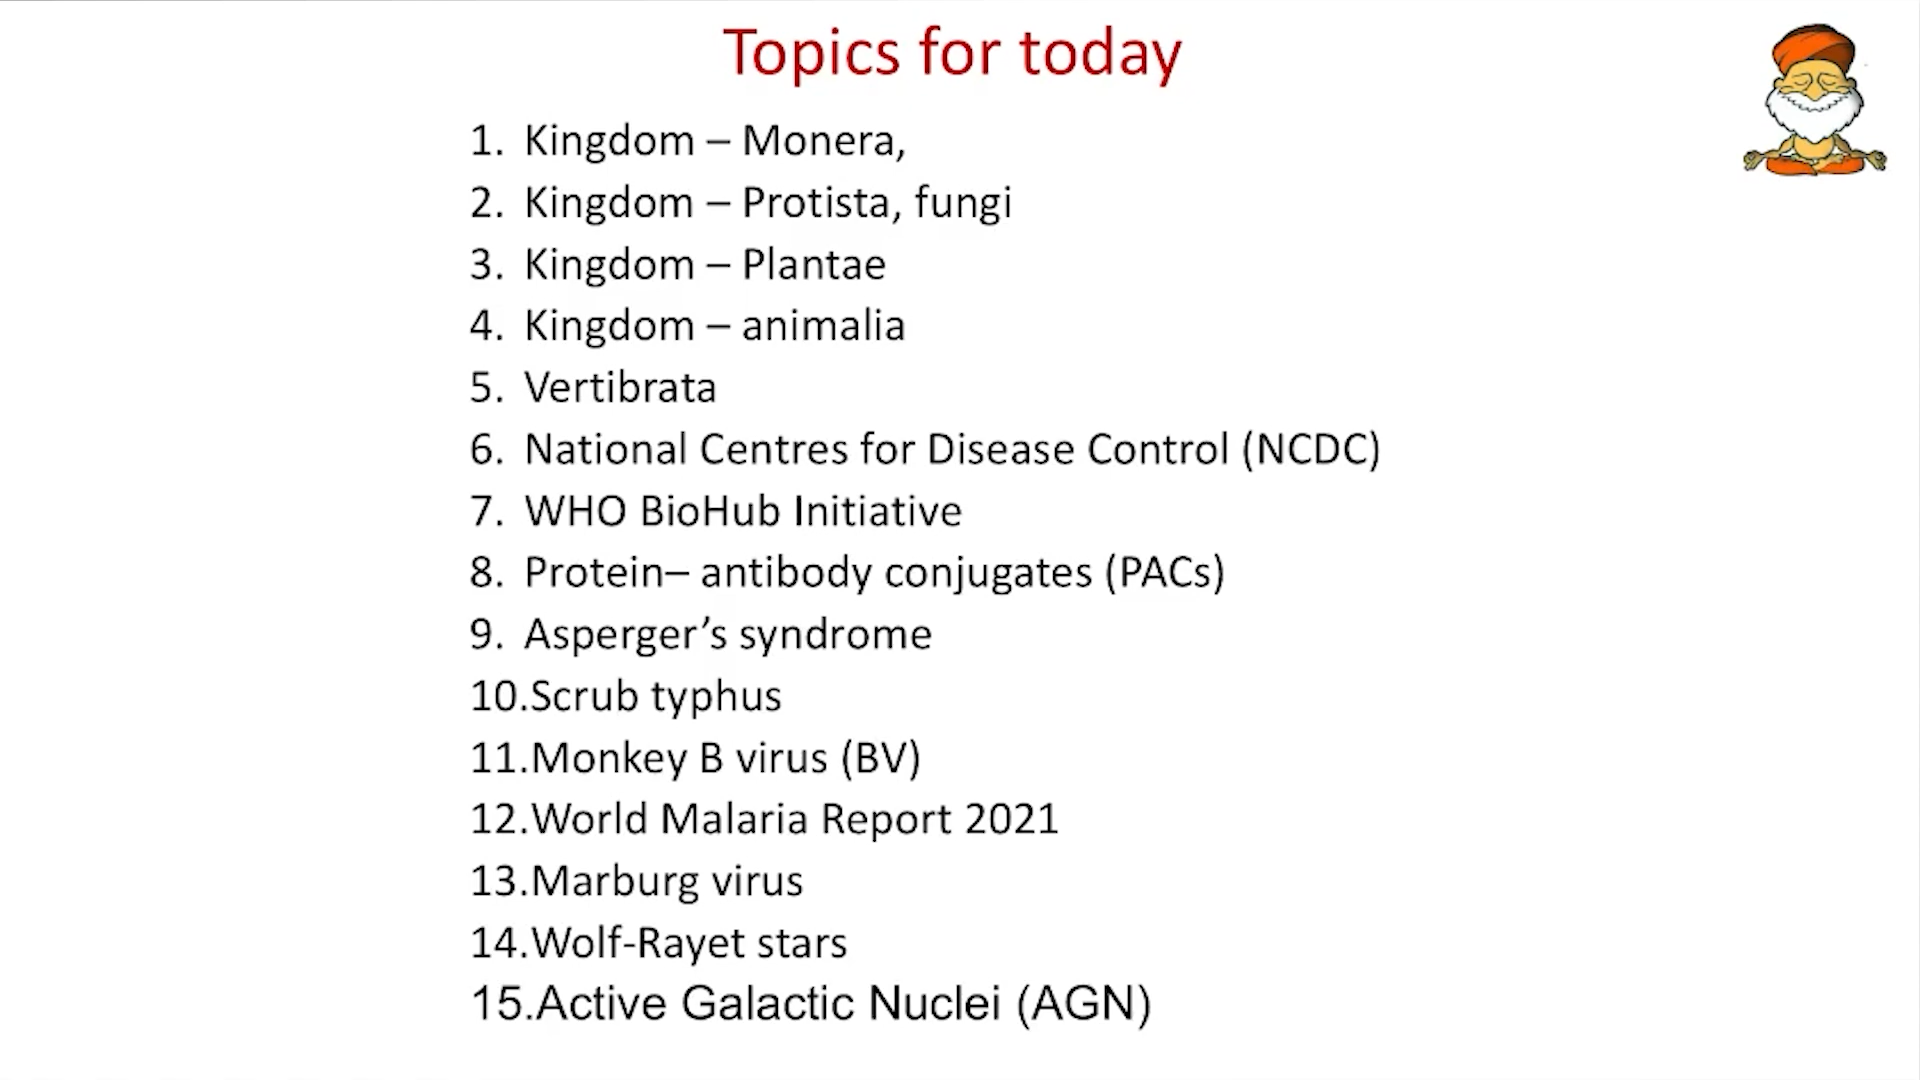 Topics for today
1. Kingdom – Monera,
2. Kingdom – Protista, fungi
3. Kingdom – Plantae
4. Kingdom – animalia
5. Vertibrata
6. National Centres for Disease Control (NCDC)
7. WHO BioHub Initiative
8. Protein– antibody conjugates (PACs)
9. Asperger’s syndrome
10.Scrub typhus
11.Monkey B virus (BV)
12.World Malaria Report 2021
13.Marburg virus
14.Wolf-Rayet stars
15.Active Galactic Nuclei (AGN)